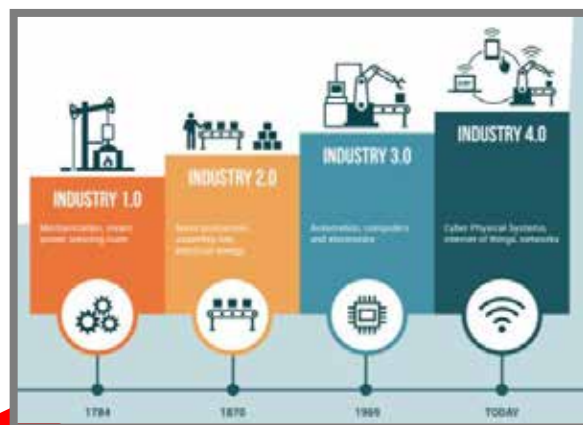 INDUSTRY 1.0
Mechanization, steam
power, weaving loom
INDUSTRY 2.0
Mass production,
assembly line,
electrical energy
INDUSTRY 3.0
Automation, computers
and electronics
INDUSTRY 4.0
Cyber Physical Systems,
internet of things, networks
1784
1870
1969
TODAY